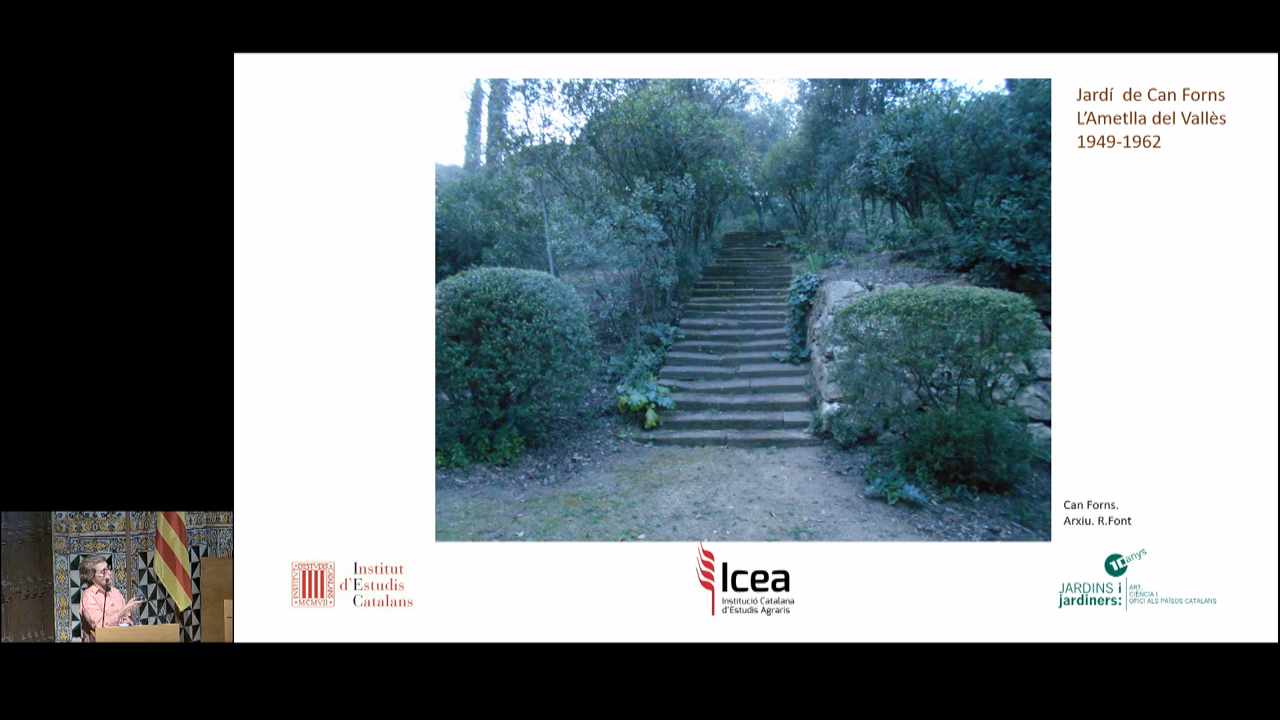 Jardí de Can Forns
L'Ametlla del Vallès
1949-1962
Can Forns.
Arxiu. R.Font
Institut
d'Estudis
Catalans
MCMVII
Icea
Institució Catalana
d'Estudis Agraris
10 anys
JARDINS i
jardiners:
ART,
CIÈNCIA I
OFICI ALS PAÏSOS CATALANS